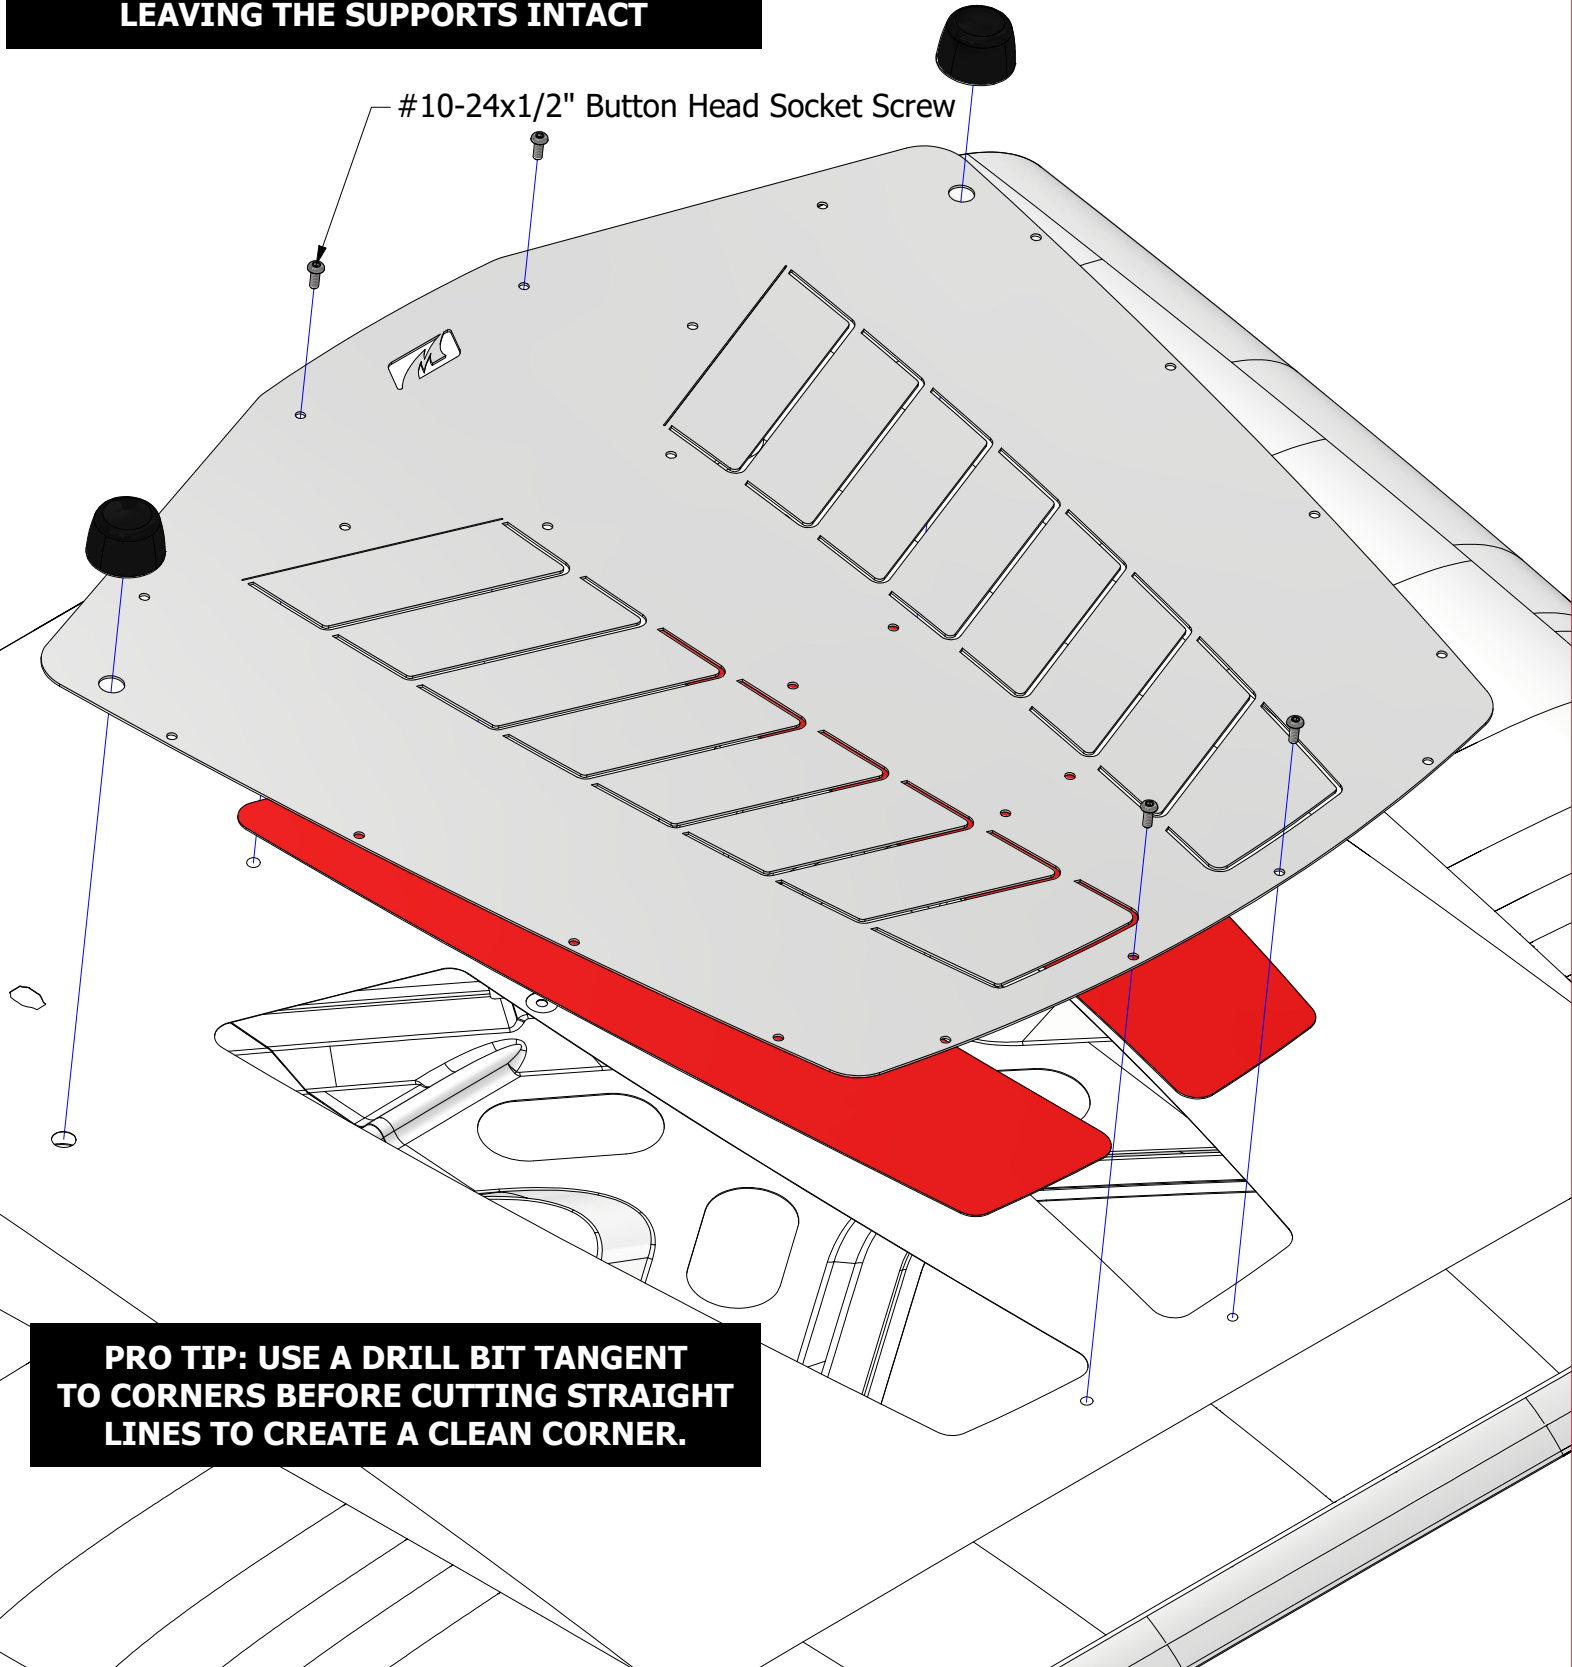 LEAVING THE SUPPORTS INTACT
#10-24x1/2" Button Head Socket Screw
PRO TIP: USE A DRILL BIT TANGENT
TO CORNERS BEFORE CUTTING STRAIGHT
LINES TO CREATE A CLEAN CORNER.